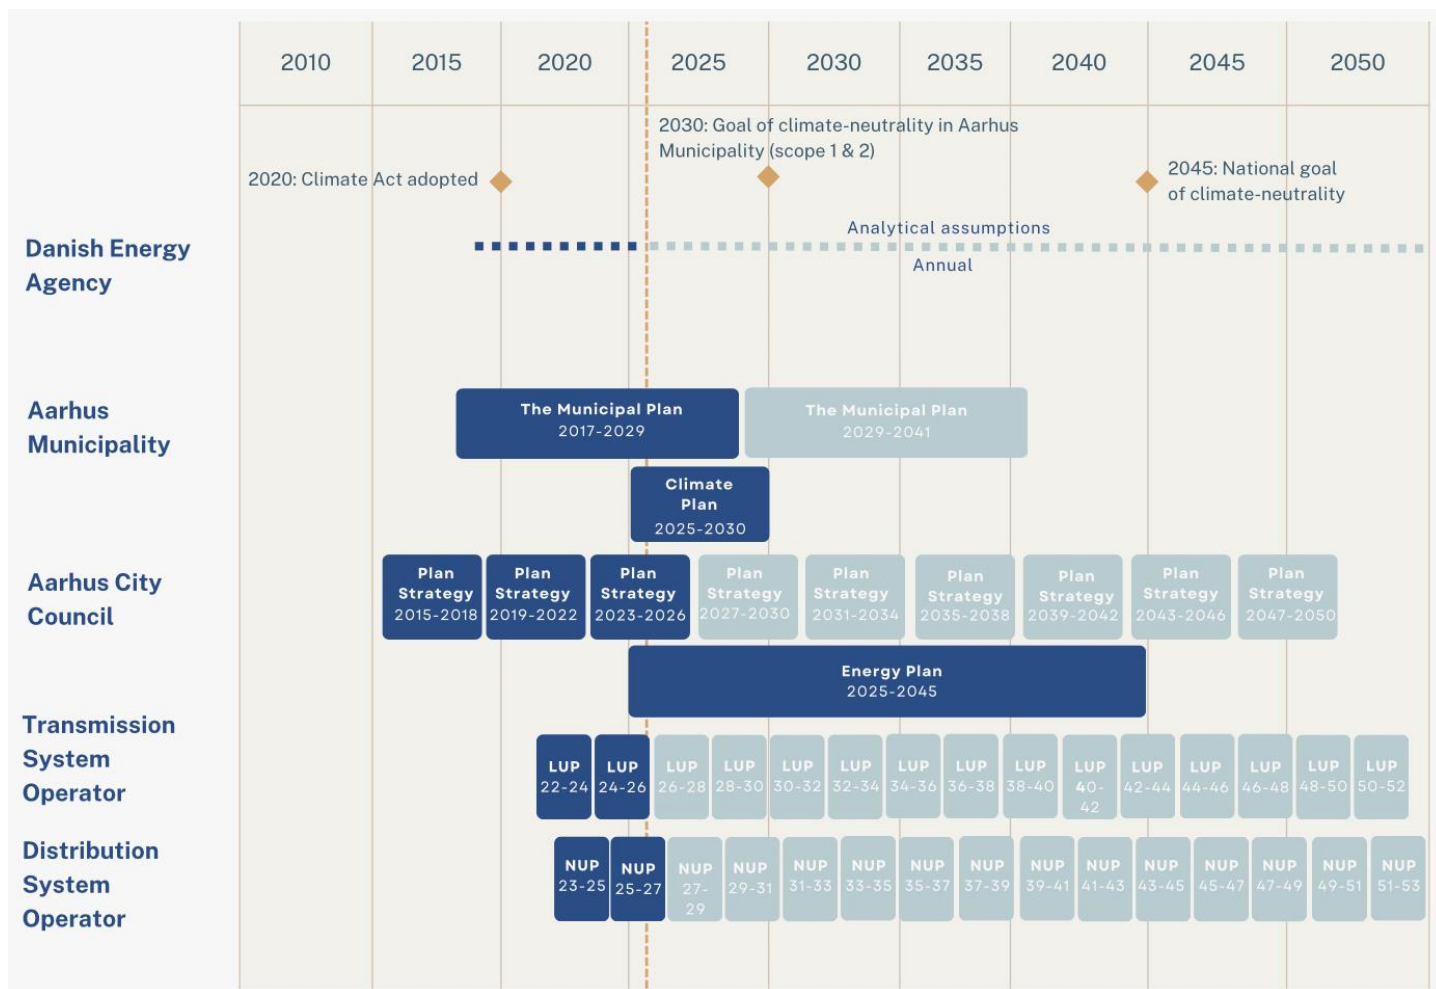 2010 2015 2020 2025 2030 2035 2040 2045 2050
2030: Goal of climate-neutrality in Aarhus
Municipality (scope 1 & 2)
2020: Climate Act adopted
2045: National goal
of climate-neutrality
Danish Energy
Agency
Analytical assumptions
Annual
Aarhus
Municipality
The Municipal Plan
2017-2029
The Municipal Plan
2029-2041
Climate
Plan
2025-2030
Aarhus City
Council
Plan
Strategy
2015-2018
Plan
Strategy
2019-2022
Plan
Strategy
2023-2026
Plan
Strategy
2027-2030
Plan
Strategy
2031-2034
Plan
Strategy
2035-2038
Plan
Strategy
2039-2042
Plan
Strategy
2043-2046
Plan
Strategy
2047-2050
Energy Plan
2025-2045
Transmission
System
Operator
LUP
22-24
LUP
24-26
LUP
26-28
LUP
28-30
LUP
30-32
LUP
32-34
LUP
34-36
LUP
36-38
LUP
38-40
LUP
40-
42
LUP
42-44
LUP
44-46
LUP
46-48
LUP
48-50
LUP
50-52
Distribution
System
Operator
NUP
23-25
NUP
25-27
NUP
27-
29
NUP
29-31
NUP
31-33
NUP
33-35
NUP
35-37
NUP
37-39
NUP
39-41
NUP
41-43
NUP
43-45
NUP
45-47
NUP
47-49
NUP
49-51
NUP
51-53